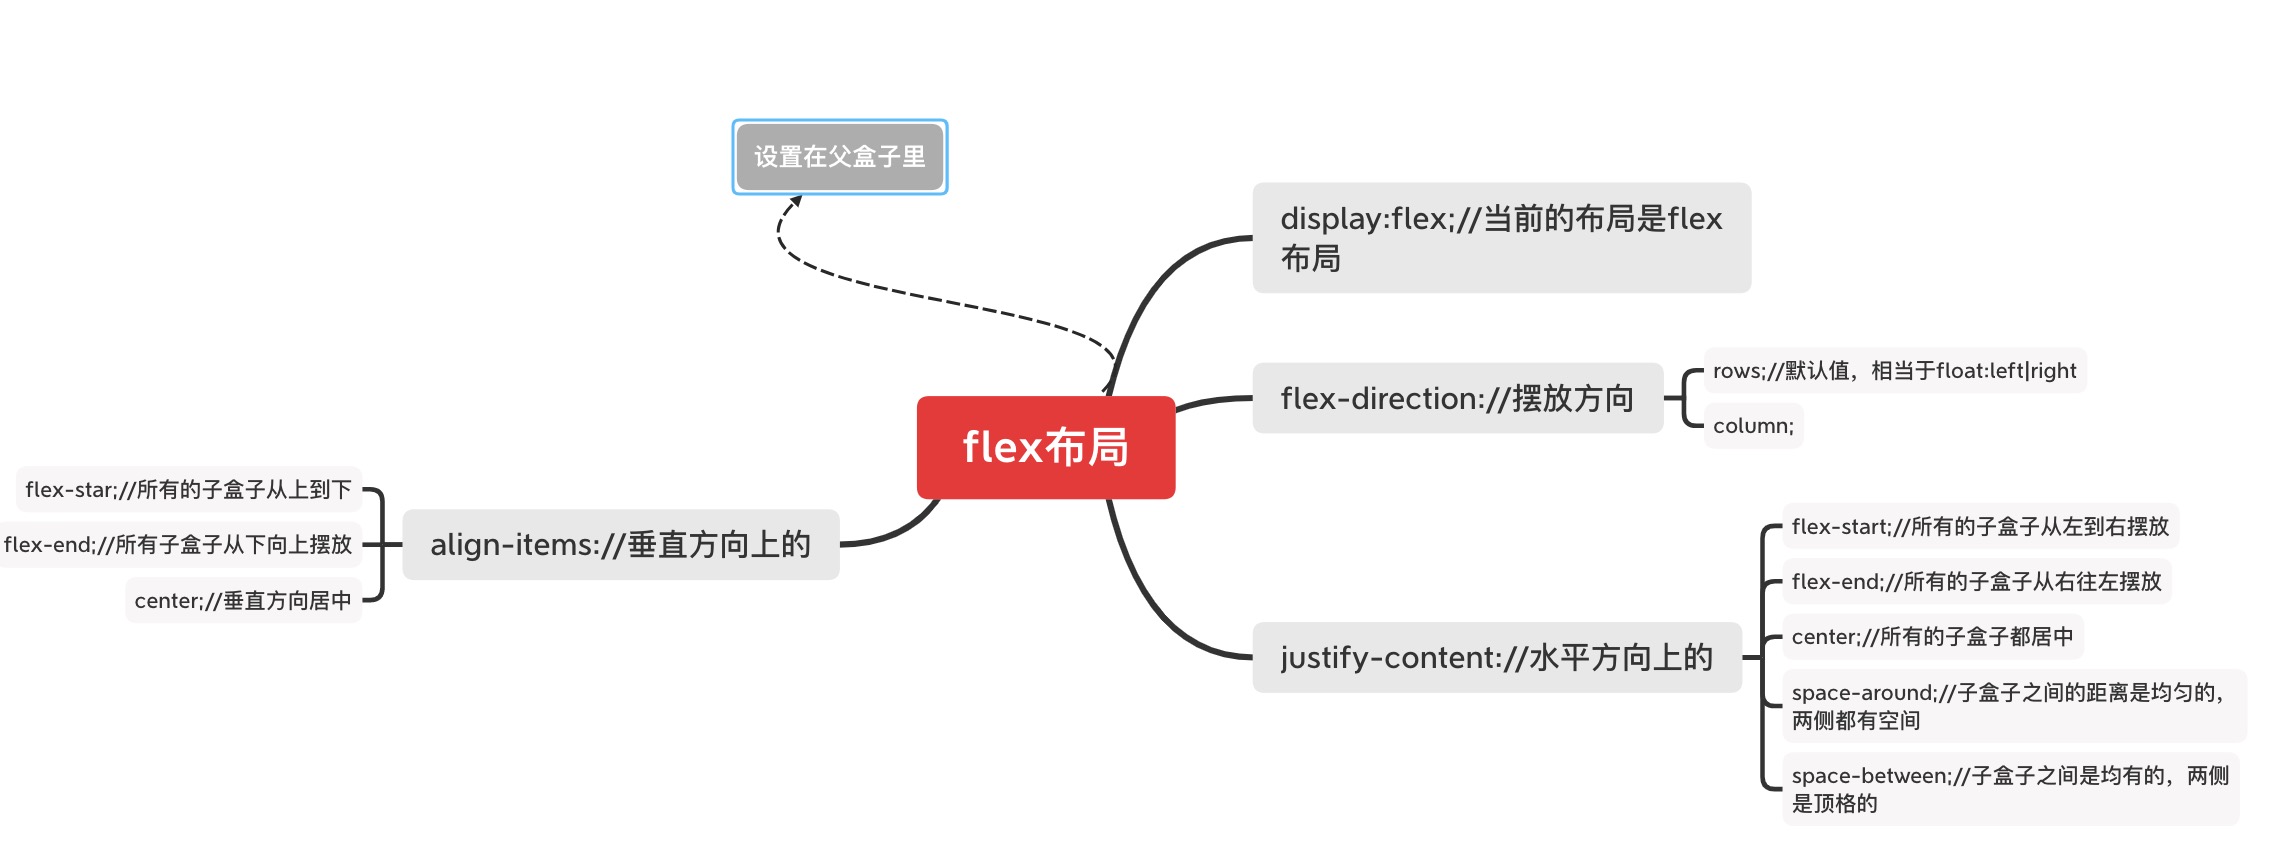 设置在父盒子里
display:flex;//当前的布局是flex
布局
flex-direction://摆放方向
rows;//默认值，相当于float:left|right
column;
flex布局
align-items://垂直方向上的
flex-star;//所有的子盒子从上到下
flex-end;//所有子盒子从下向上摆放
center;//垂直方向居中
justify-content://水平方向上的
flex-start;//所有的子盒子从左到右摆放
flex-end;//所有的子盒子从右往左摆放
center;//所有的子盒子都居中
space-around;//子盒子之间的距离是均匀的，
两侧都有空间
space-between;//子盒子之间是均有的，两侧
是顶格的